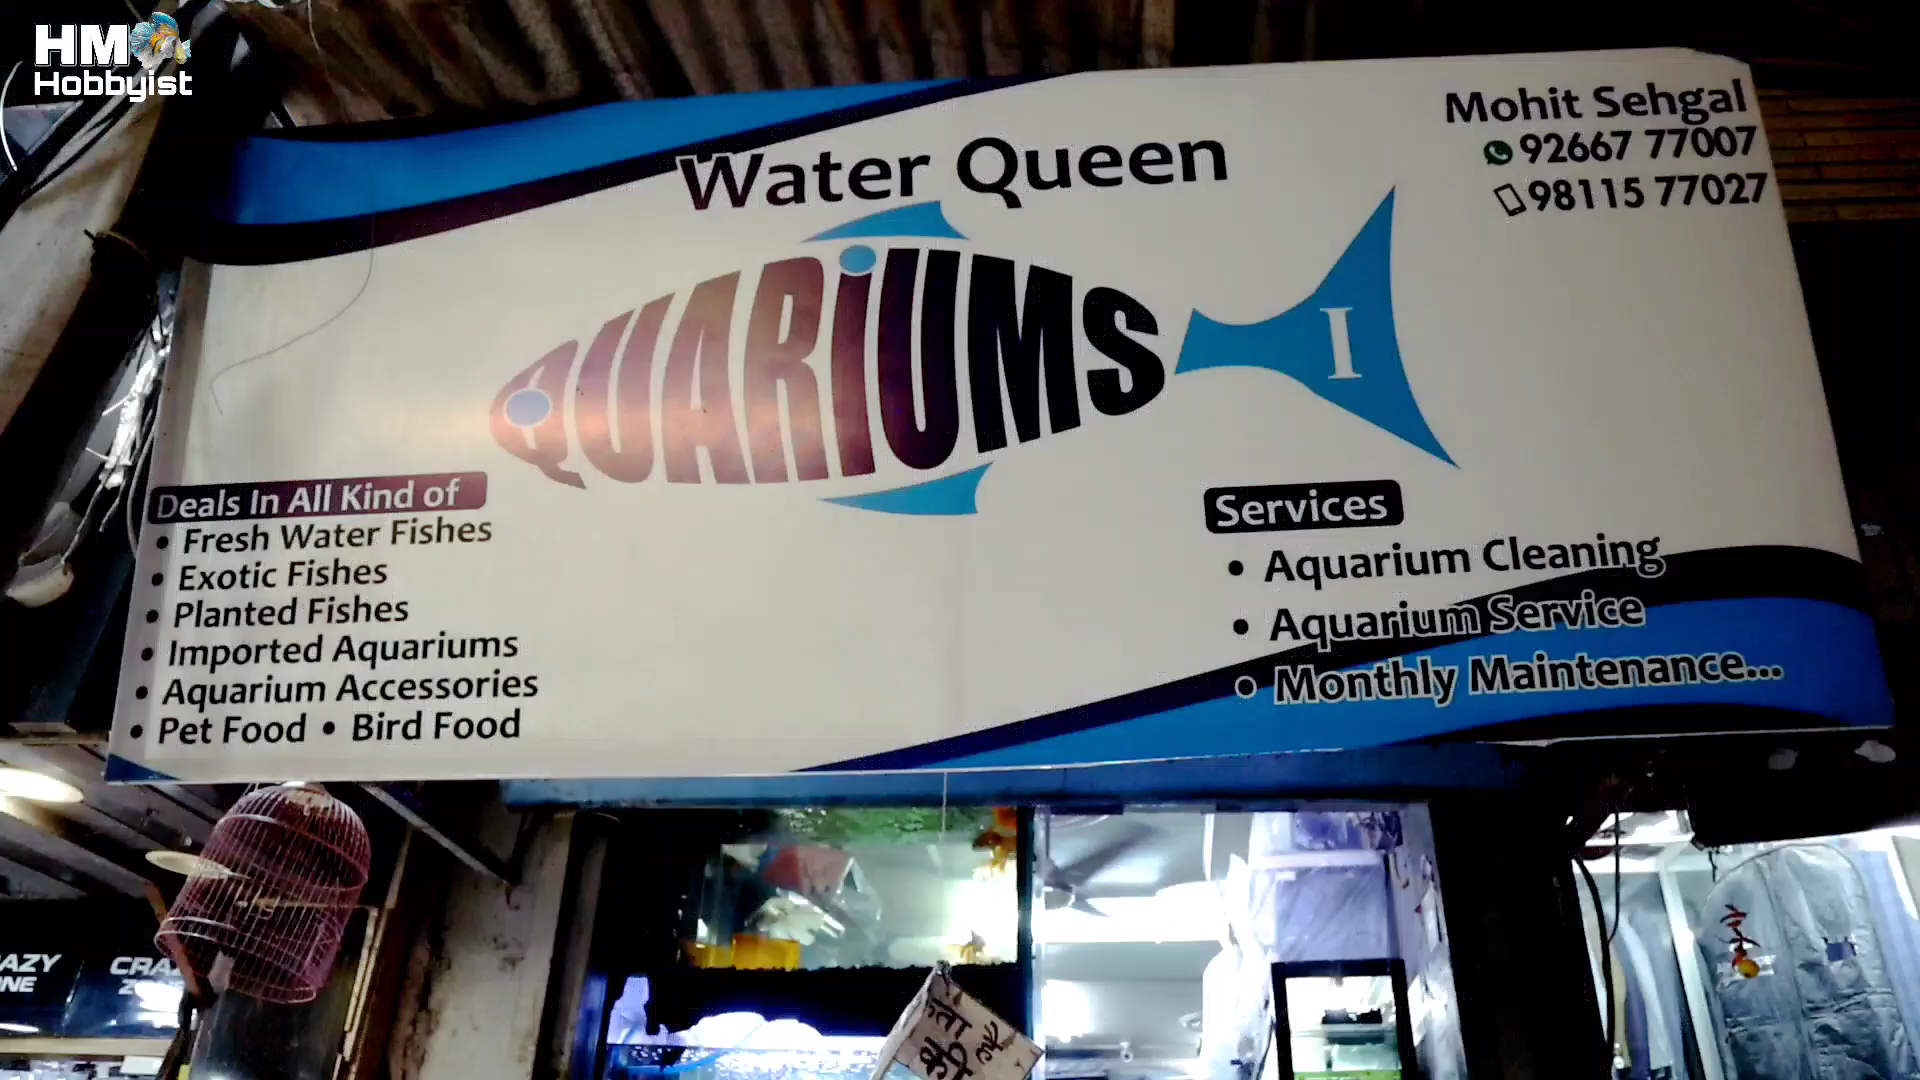 HM
Hobbyist
Water Queen
QUARiUMS
I
Mohit Sehgal
92667 77007
98115 77027
Deals In All Kind of
• Fresh Water Fishes
• Exotic Fishes
• Planted Fishes
• Imported Aquariums
• Aquarium Accessories
• Pet Food • Bird Food
Services
• Aquarium Cleaning
• Aquarium Service
• Monthly Maintenance...